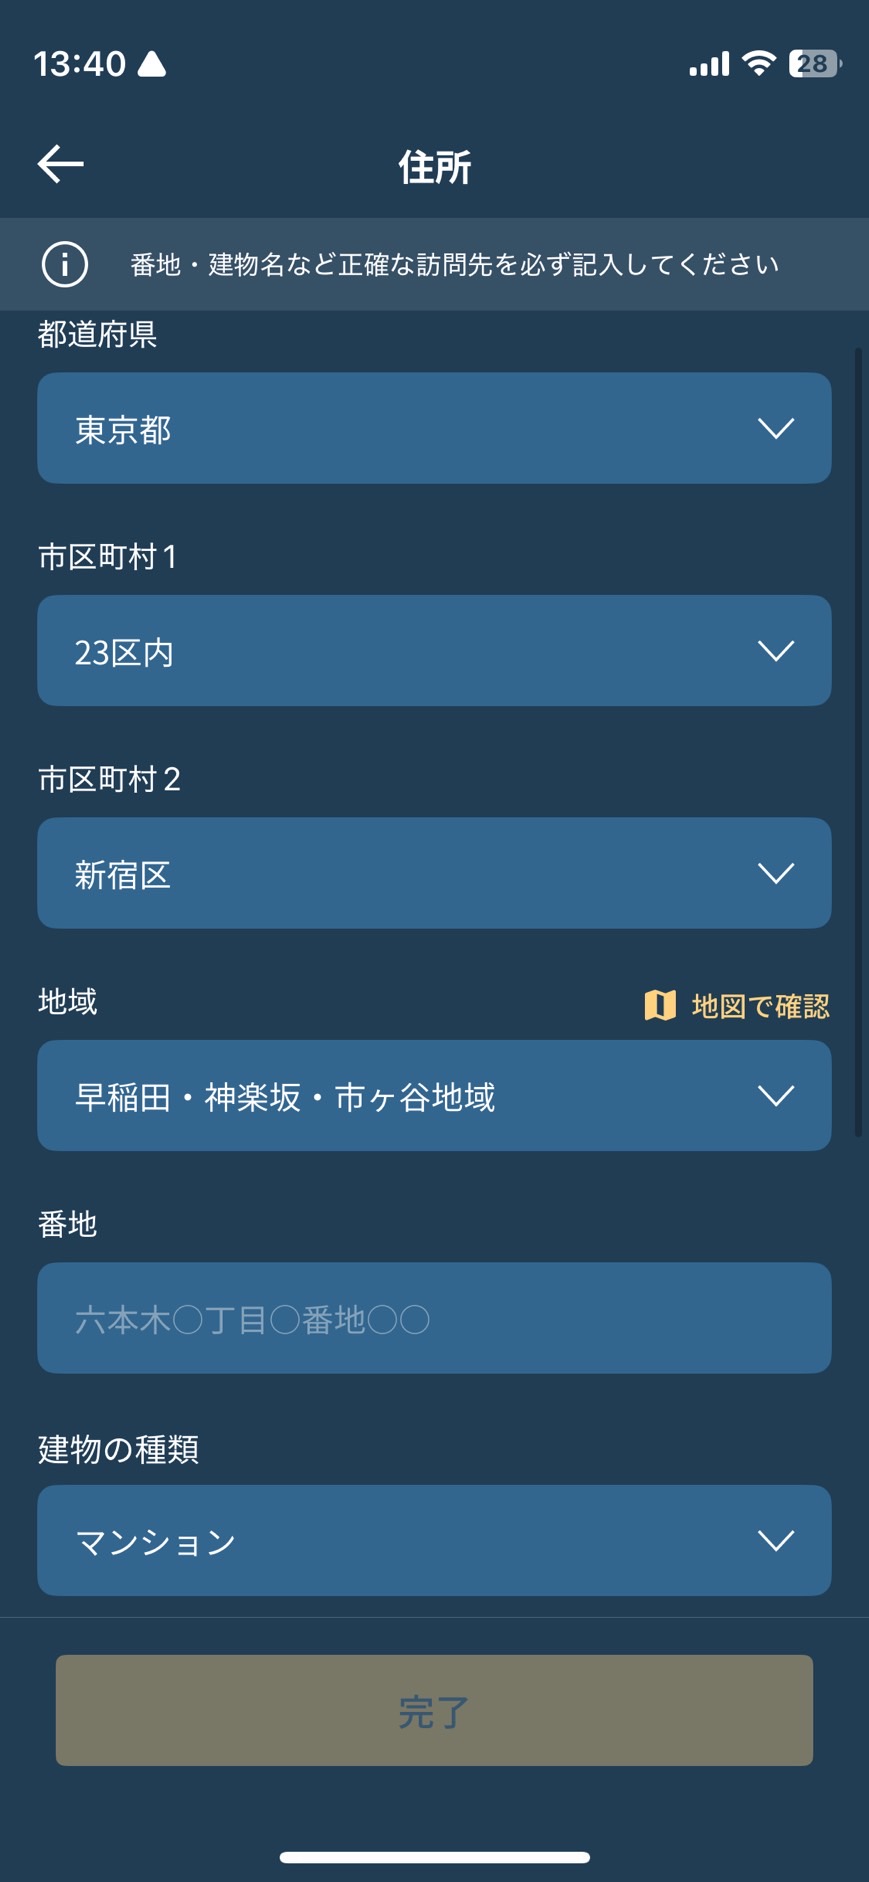 13:40
28
住所
番地・建物名など正確な訪問先を必ず記入してください
都道府県
東京都
市区町村1
23区内
市区町村2
新宿区
地域
地図で確認
早稲田・神楽坂・市ヶ谷地域
番地
六本木○丁目○番地○○
建物の種類
マンション
完了